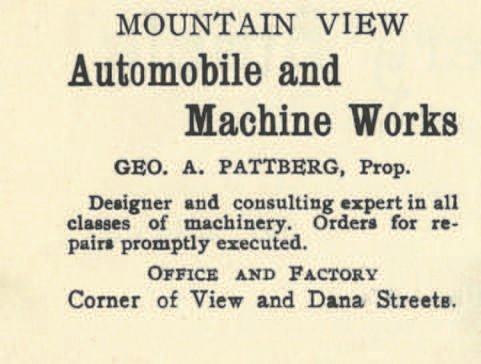 MOUNTAIN VIEW
Automobile and
Machine Works
GEO. A. PATTBERG, Prop.
Designer and consulting expert in all
classes of machinery. Orders for re-
pairs promptly executed.
OFFICE AND FACTORY
Corner of View and Dana Streets.